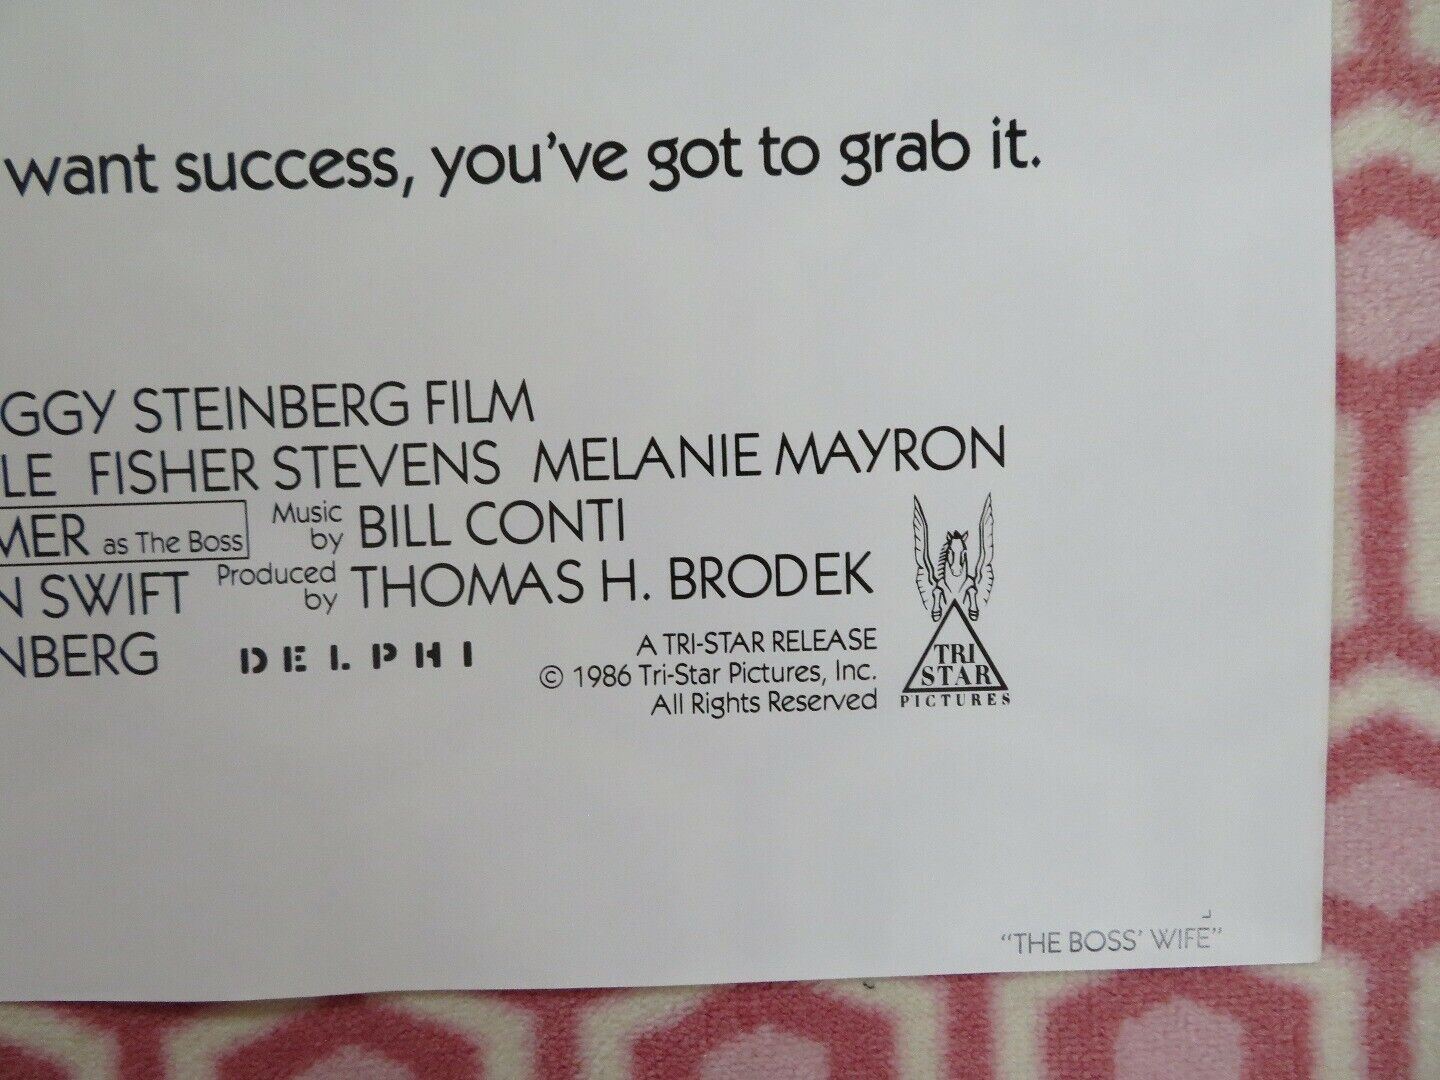 want success, you've got to grab it.
GGY STEINBERG FILM
LE FISHER STEVENS MELANIE MAYRON
MER as The Boss Music by BILL CONTI
N SWIFT Produced by THOMAS H. BRODEK
NBERG DELPHI
A TRI-STAR RELEASE
© 1986 Tri-Star Pictures, Inc.
All Rights Reserved
TRI
STAR
PICTURES
"THE BOSS' WIFE"